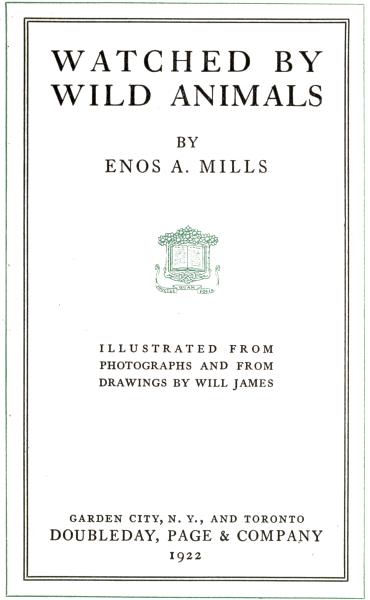 WATCHED BY
WILD ANIMALS
BY
ENOS A. MILLS
QUAM
ILLUSTRATED FROM
PHOTOGRAPHS AND FROM
DRAWINGS BY WILL JAMES
GARDEN CITY, N. Y., AND TORONTO
DOUBLEDAY, PAGE & COMPANY
1922